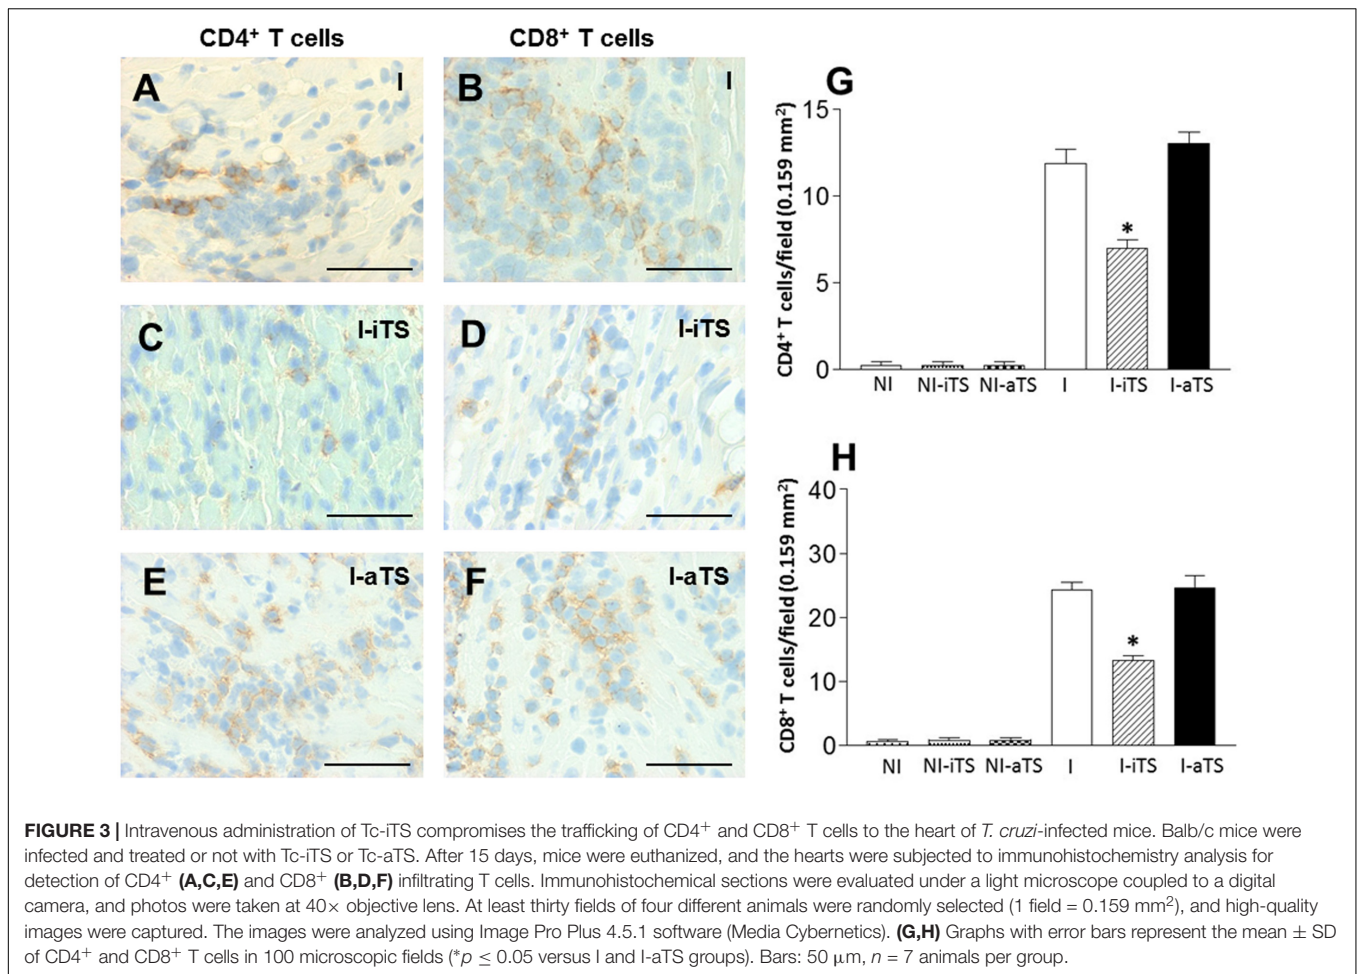 CD4⁺ T cells
CD8⁺ T cells
A
I
B
I
C
I-iTS
D
I-iTS
E
I-aTS
F
I-aTS
G
CD4⁺ T cells/field (0.159 mm²)
15
10
5
0
*
NI NI-iTS NI-aTS I I-iTS I-aTS
H
CD8⁺ T cells/field (0.159 mm²)
40
30
20
10
0
*
NI NI-iTS NI-aTS I I-iTS I-aTS
FIGURE 3 | Intravenous administration of Tc-iTS compromises the trafficking of CD4⁺ and CD8⁺ T cells to the heart of T. cruzi-infected mice. Balb/c mice were
infected and treated or not with Tc-iTS or Tc-aTS. After 15 days, mice were euthanized, and the hearts were subjected to immunohistochemistry analysis for
detection of CD4⁺ (A,C,E) and CD8⁺ (B,D,F) infiltrating T cells. Immunohistochemical sections were evaluated under a light microscope coupled to a digital
camera, and photos were taken at 40× objective lens. At least thirty fields of four different animals were randomly selected (1 field = 0.159 mm²), and high-quality
images were captured. The images were analyzed using Image Pro Plus 4.5.1 software (Media Cybernetics). (G,H) Graphs with error bars represent the mean ± SD
of CD4⁺ and CD8⁺ T cells in 100 microscopic fields (*p ≤ 0.05 versus I and I-aTS groups). Bars: 50 μm, n = 7 animals per group.